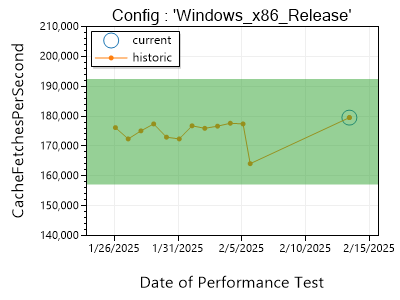 Config : 'Windows_x86_Release'
CacheFetchesPerSecond
210,000
200,000
190,000
180,000
170,000
160,000
150,000
140,000
current
historic
1/26/2025 1/31/2025 2/5/2025 2/10/2025 2/15/2025
Date of Performance Test